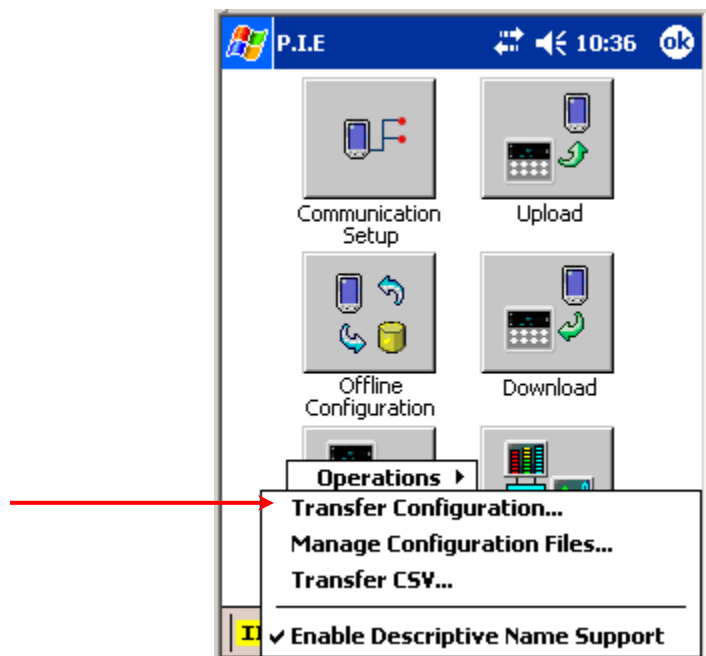 P.I.E 10:36 ok
Communication
Setup
Upload
Offline
Configuration
Download
Operations
Transfer Configuration...
Manage Configuration Files...
Transfer CSV...
Enable Descriptive Name Support